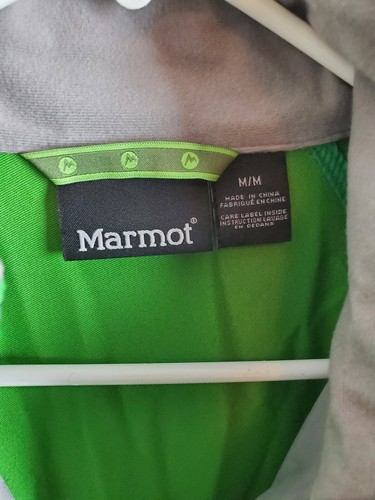 Marmot®
M/M
MADE IN CHINA
FABRIQUÉ EN CHINE
CARE LABEL INSIDE
INSTRUCTION LAVAGE
EN DEDANS